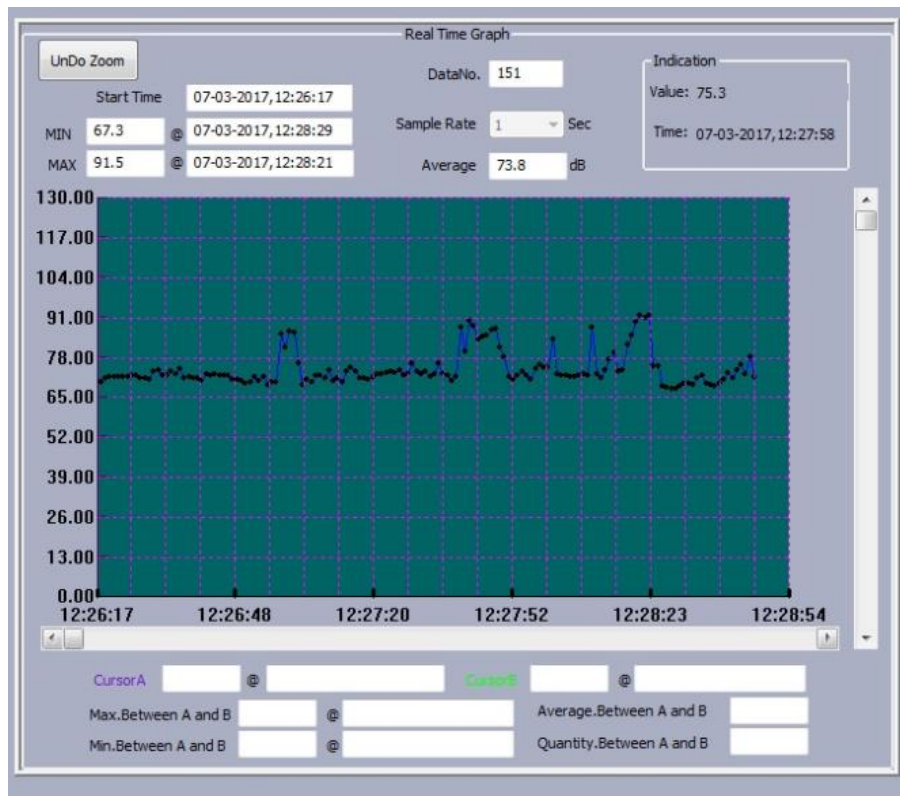 Real Time Graph
UnDo Zoom
DataNo. 151
Indication
Value: 75.3
Time: 07-03-2017,12:27:58
Start Time 07-03-2017,12:26:17
MIN 67.3 @ 07-03-2017,12:28:29
Sample Rate 1 Sec
MAX 91.5 @ 07-03-2017,12:28:21
Average 73.8 dB
130.00
117.00
104.00
91.00
78.00
65.00
52.00
39.00
26.00
13.00
0.00
12:26:17 12:26:48 12:27:20 12:27:52 12:28:23 12:28:54
CursorA @ CursorB @
Max.Between A and B @ Average.Between A and B
Min.Between A and B @ Quantity.Between A and B